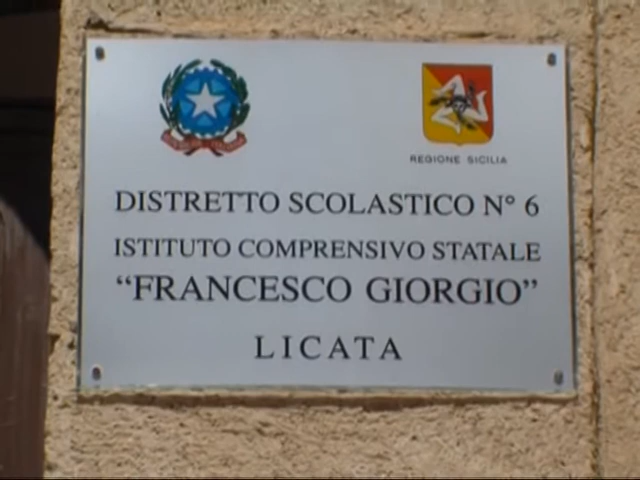 REGIONE SICILIA
DISTRETTO SCOLASTICO N° 6
ISTITUTO COMPRENSIVO STATALE
“FRANCESCO GIORGIO”
LICATA